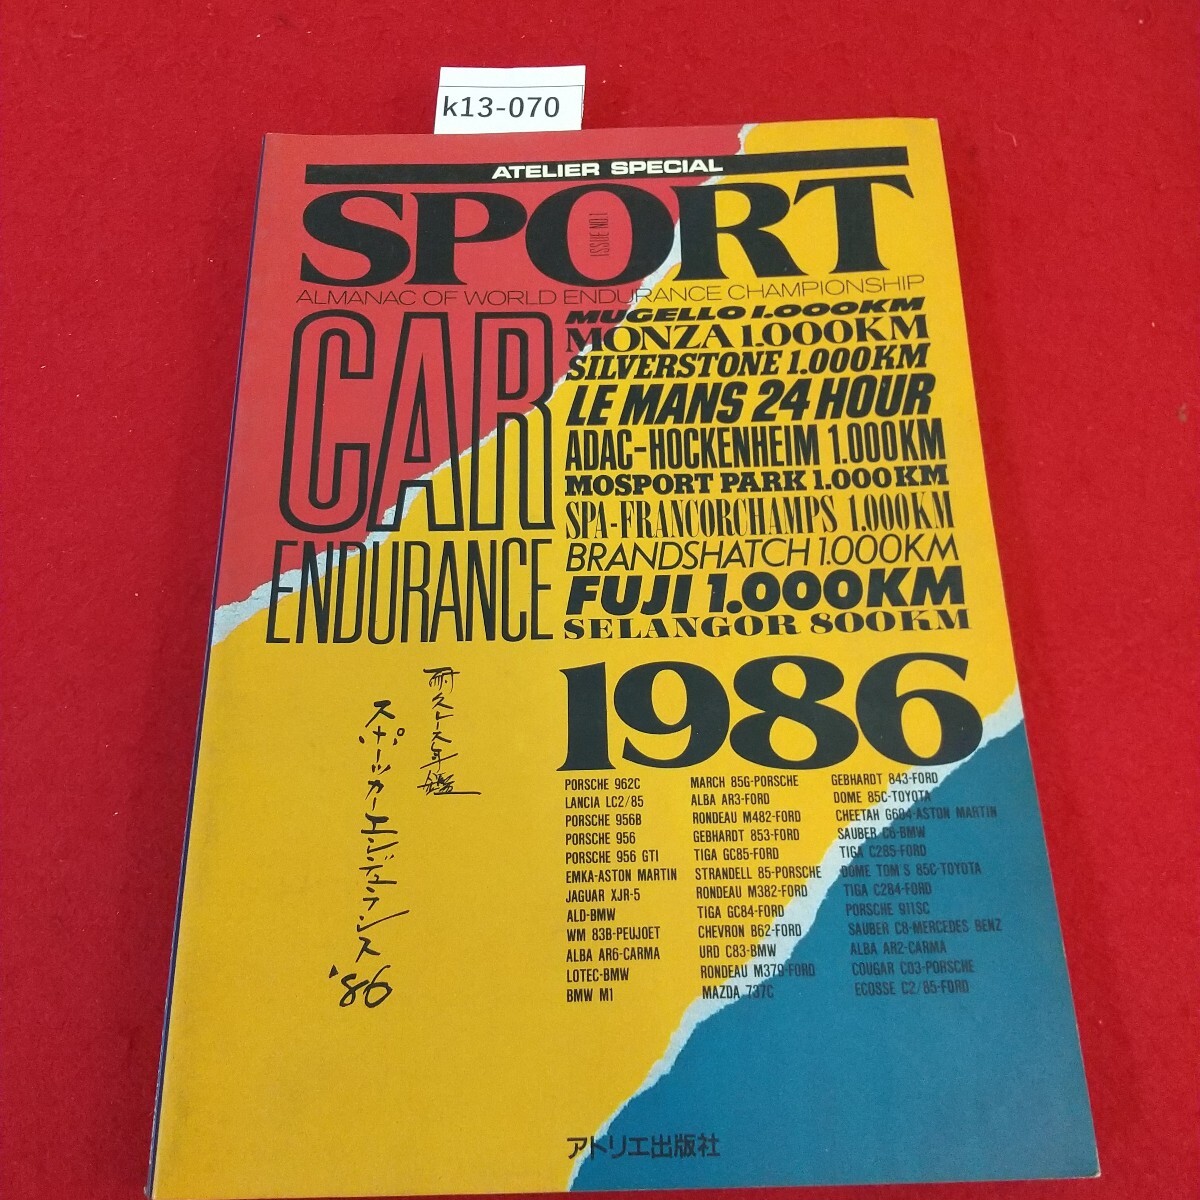 k13-070
ATELIER SPECIAL
SPORT
ISSUE NO.1
ALMANAC OF WORLD ENDURANCE CHAMPIONSHIP
CAR
ENDURANCE
MUGELLO 1.000KM
MONZA 1.000KM
SILVERSTONE 1.000KM
LE MANS 24 HOUR
ADAC-HOCKENHEIM 1.000KM
MOSPORT PARK 1.000KM
SPA-FRANCORCHAMPS 1.000KM
BRANDSHATCH 1.000KM
FUJI 1.000KM
SELANGOR 800KM
1986
耐久レース年鑑
スポーツカーエンデュランス
'86
PORSCHE 962C
LANCIA LC2/85
PORSCHE 956B
PORSCHE 956
PORSCHE 956 GTI
EMKA-ASTON MARTIN
JAGUAR XJR-5
ALD-BMW
WM 83B-PEUJOET
ALBA AR6-CARMA
LOTEC-BMW
BMW M1
MARCH 85G-PORSCHE
ALBA AR3-FORD
RONDEAU M482-FORD
GEBHARDT 853-FORD
TIGA GC85-FORD
STRANDELL 85-PORSCHE
RONDEAU M382-FORD
TIGA GC84-FORD
CHEVRON B62-FORD
URD C83-BMW
RONDEAU M379-FORD
MAZDA 737C
GEBHARDT 843-FORD
DOME 85C-TOYOTA
CHEETAH G604-ASTON MARTIN
SAUBER C6-BMW
TIGA C285-FORD
DOME TOM'S 85C-TOYOTA
TIGA C284-FORD
PORSCHE 911SC
SAUBER C8-MERCEDES BENZ
ALBA AR2-CARMA
COUGAR C03-PORSCHE
ECOSSE C2/85-FORD
アトリエ出版社